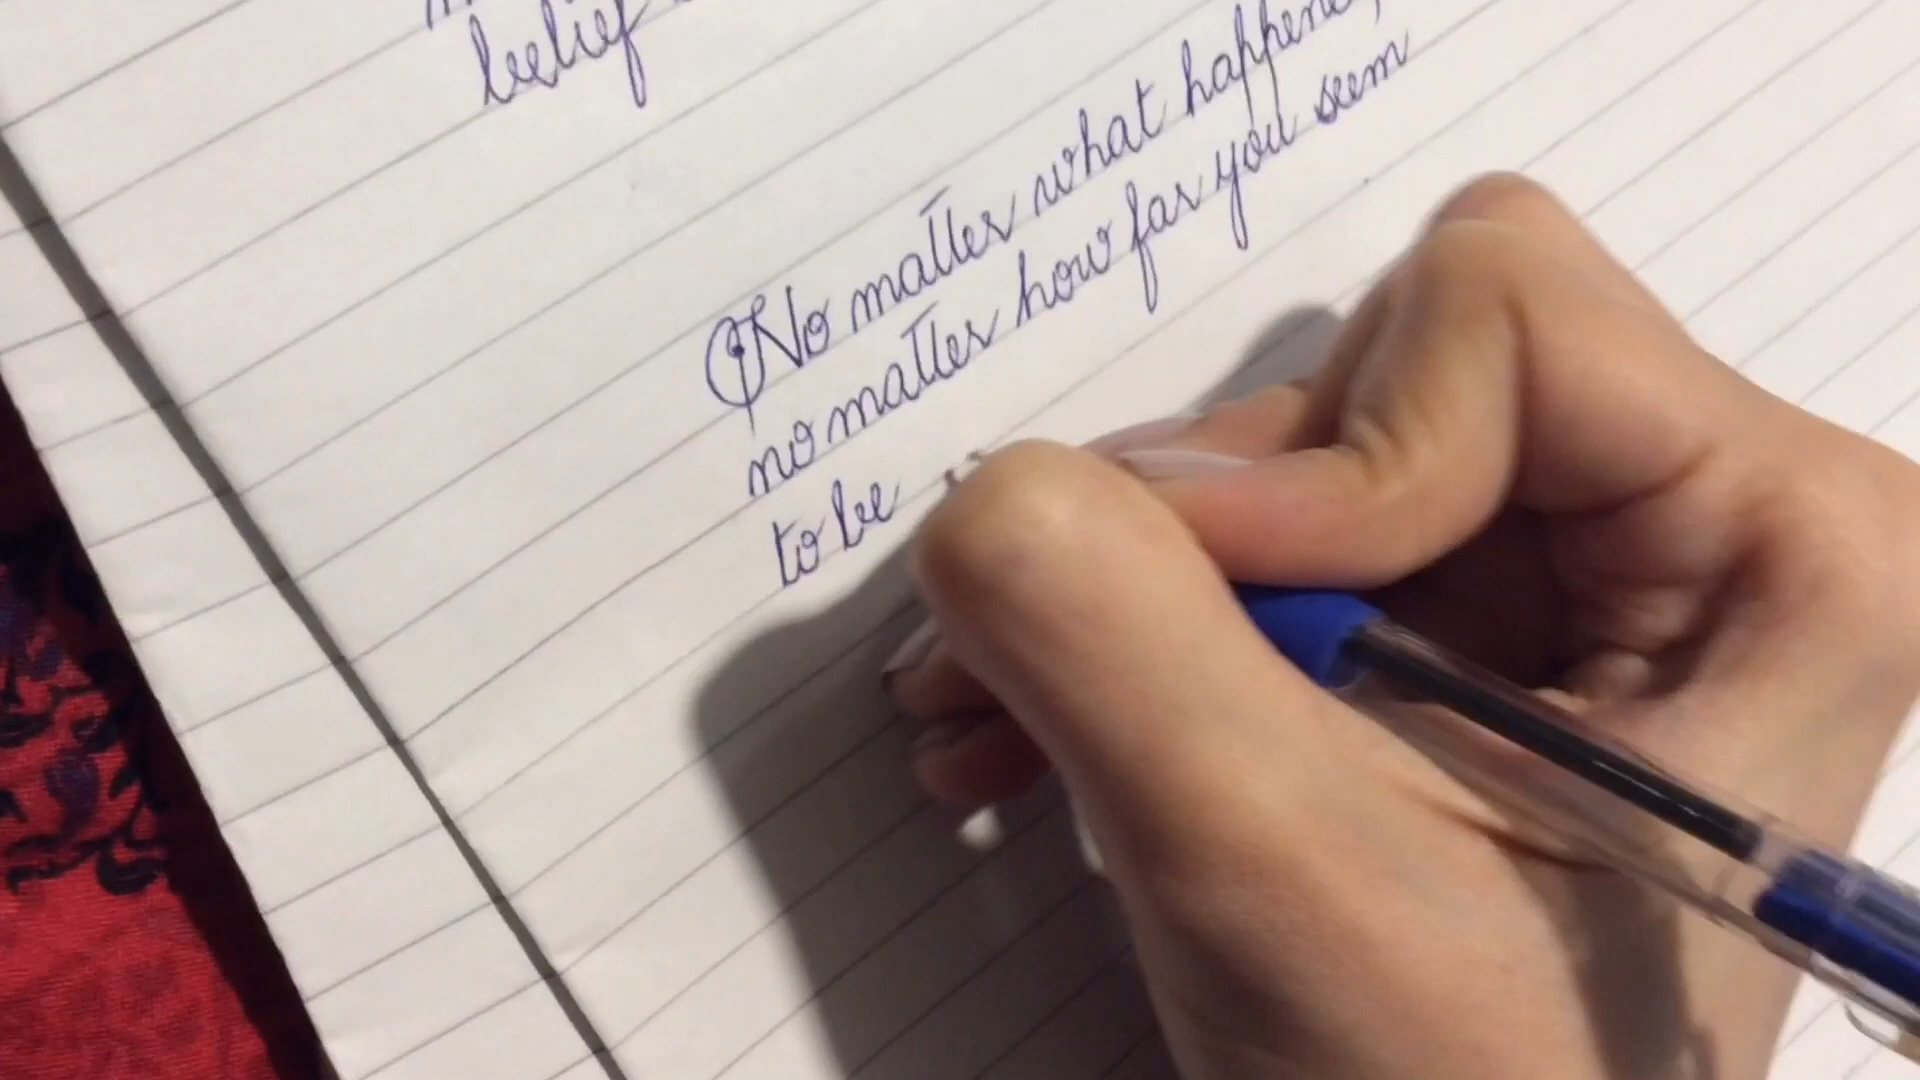 belief
No matter what happens,
no matter how far you seem
to be